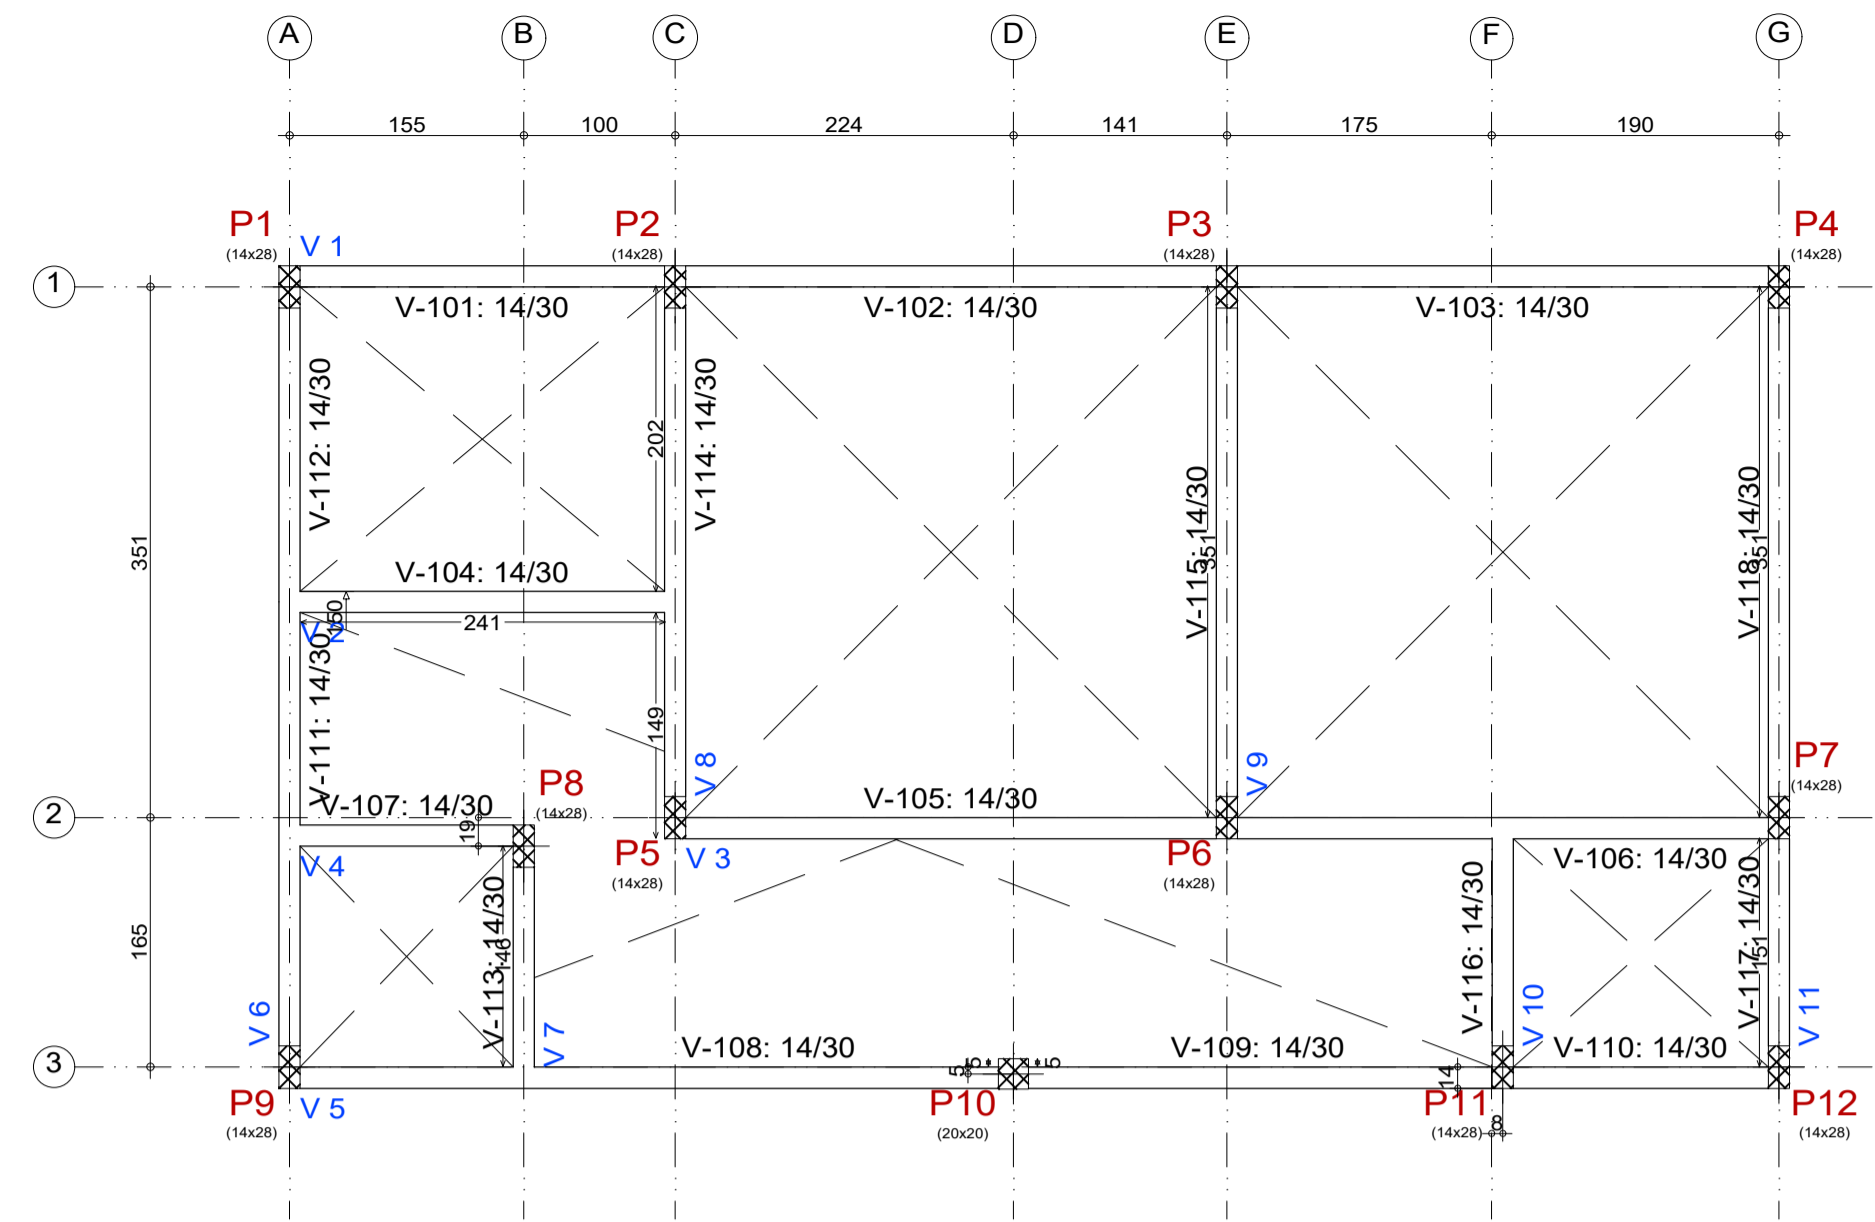 A B C D E F G
155 100 224 141 175 190
P1 P2 P3 P4
(14x28) (14x28) (14x28) (14x28)
V 1
1
V-101: 14/30 V-102: 14/30 V-103: 14/30
V-112: 14/30
V-114: 14/30
202
V-115: 14/30
351
V-118: 14/30
351
351
V-104: 14/30
150
V 2
241
V-111: 14/30
149
V 8
V 9
P8
(14x28)
P7
(14x28)
V-107: 14/30
V-105: 14/30
2
19
V 4
P5
(14x28)
V 3
P6
(14x28)
V-106: 14/30
165
V-113: 14/30
146
V-116: 14/30
V-117: 14/30
151
V 6
V 7
V 10
V 11
V-108: 14/30 V-109: 14/30 V-110: 14/30
3
5
5
5
14
P9
(14x28)
V 5
P10
(20x20)
P11
(14x28)
8
P12
(14x28)